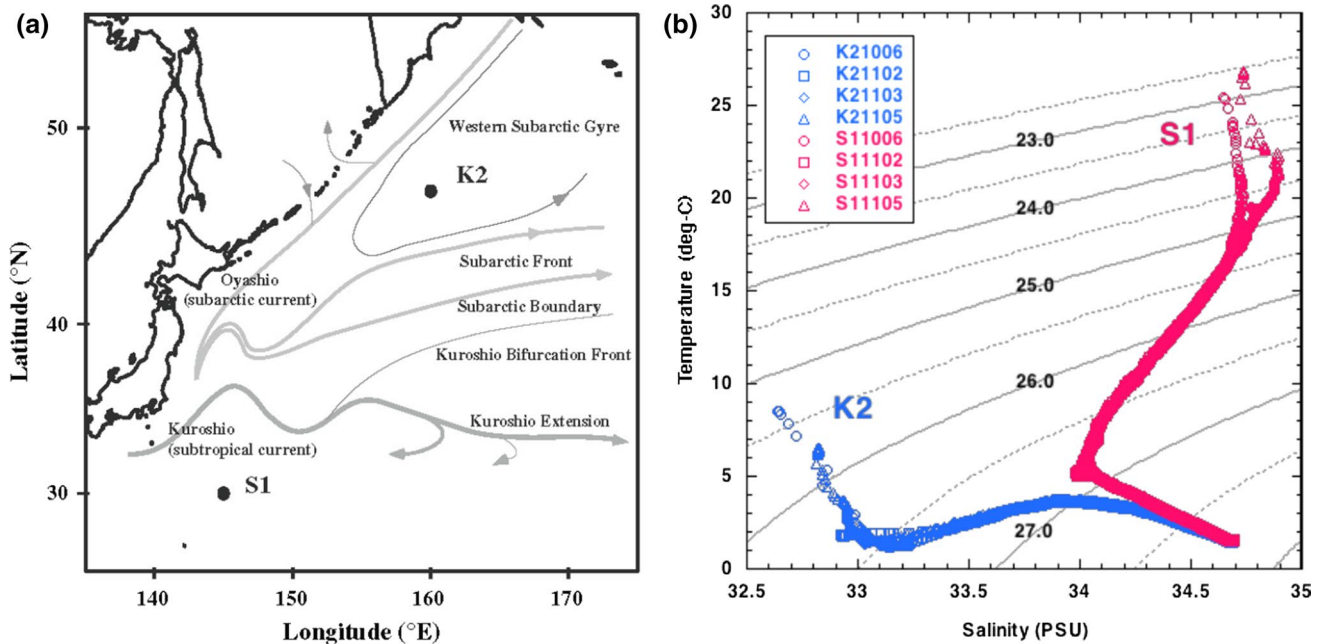 (a)
50
40
30
140
150
160
170
Latitude (°N)
Longitude (°E)
Western Subarctic Gyre
K2
Subarctic Front
Oyashio
(subarctic current)
Subarctic Boundary
Kuroshio Bifurcation Front
Kuroshio Extension
Kuroshio
(subtropical current)
S1
(b)
30
25
20
15
10
5
0
32.5
33
33.5
34
34.5
35
Temperature (deg-C)
Salinity (PSU)
K21006
K21102
K21103
K21105
S11006
S11102
S11103
S11105
S1
K2
23.0
24.0
25.0
26.0
27.0